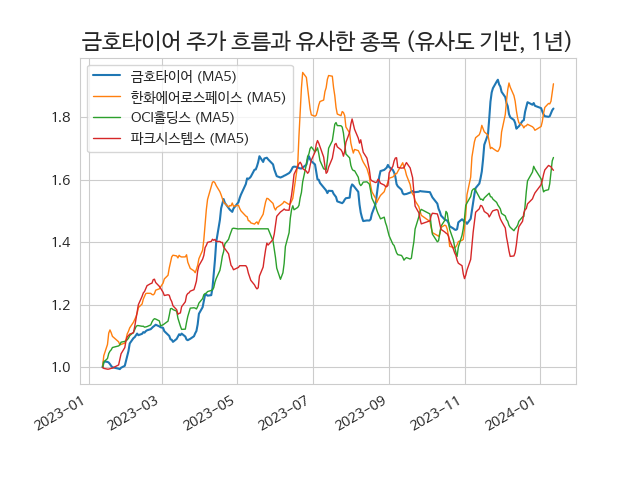 금호타이어 주가 흐름과 유사한 종목 (유사도 기반, 1년)
금호타이어 (MA5)
한화에어로스페이스 (MA5)
OCI홀딩스 (MA5)
파크시스템스 (MA5)
1.8
1.6
1.4
1.2
1.0
2023-01
2023-03
2023-05
2023-07
2023-09
2023-11
2024-01